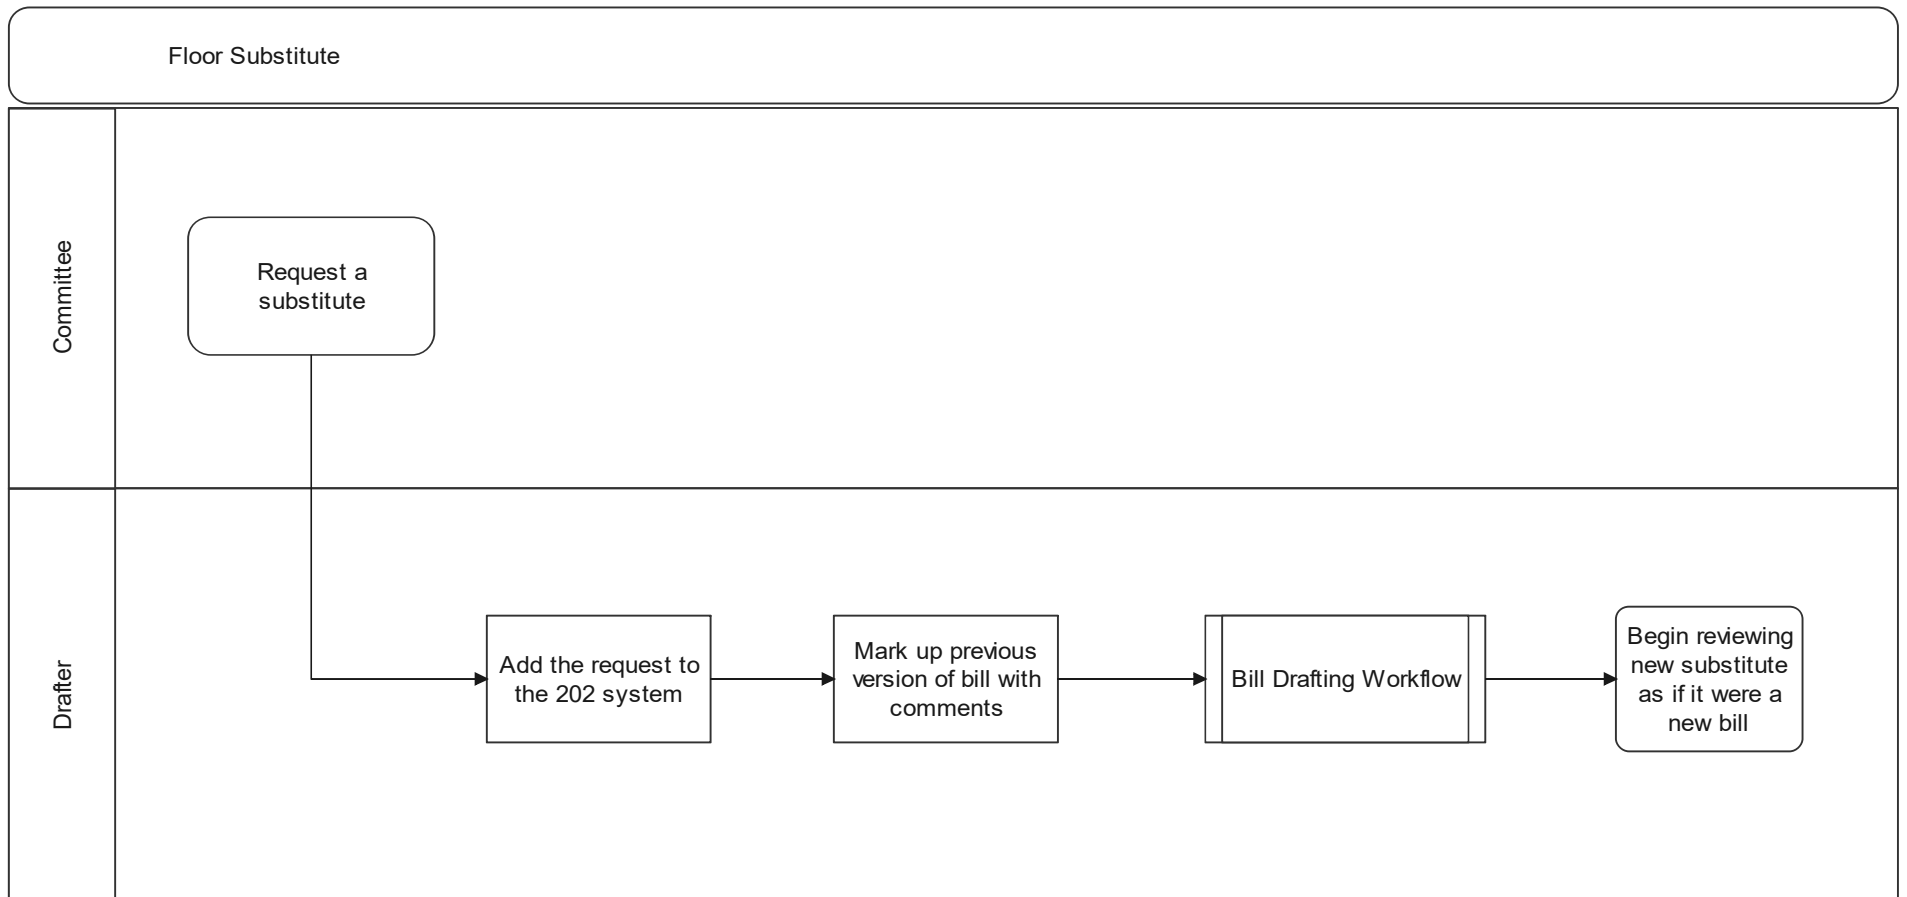 Floor Substitute
Committee
Request a
substitute
Drafter
Add the request to
the 202 system
Mark up previous
version of bill with
comments
Bill Drafting Workflow
Begin reviewing
new substitute
as if it were a
new bill